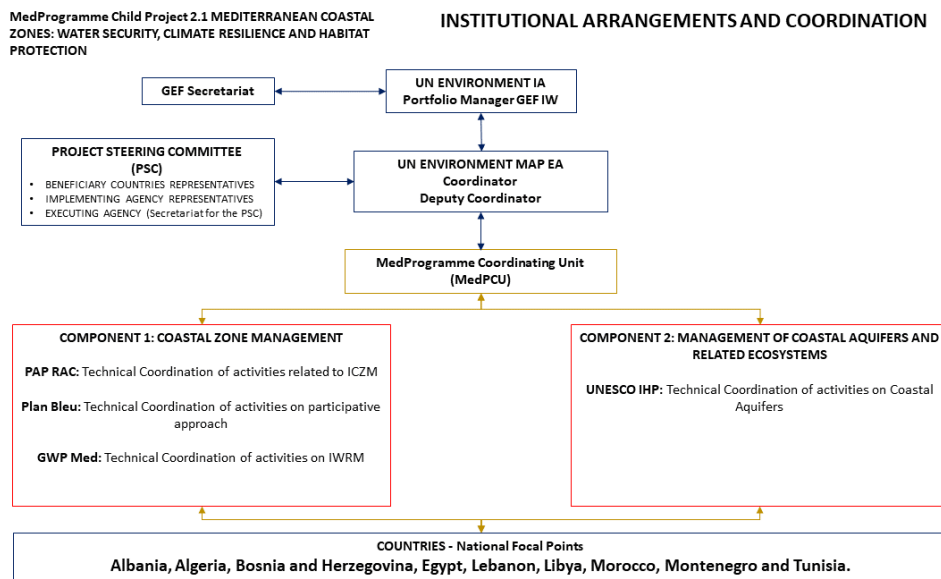 MedProgramme Child Project 2.1 MEDITERRANEAN COASTAL
ZONES: WATER SECURITY, CLIMATE RESILIENCE AND HABITAT
PROTECTION
INSTITUTIONAL ARRANGEMENTS AND COORDINATION
GEF Secretariat
UN ENVIRONMENT IA
Portfolio Manager GEF IW
PROJECT STEERING COMMITTEE
(PSC)
• BENEFICIARY COUNTRIES REPRESENTATIVES
• IMPLEMENTING AGENCY REPRESENTATIVES
• EXECUTING AGENCY (Secretariat for the PSC)
UN ENVIRONMENT MAP EA
Coordinator
Deputy Coordinator
MedProgramme Coordinating Unit
(MedPCU)
COMPONENT 1: COASTAL ZONE MANAGEMENT
PAP RAC: Technical Coordination of activities related to ICZM
Plan Bleu: Technical Coordination of activities on participative
approach
GWP Med: Technical Coordination of activities on IWRM
COMPONENT 2: MANAGEMENT OF COASTAL AQUIFERS AND
RELATED ECOSYSTEMS
UNESCO IHP: Technical Coordination of activities on Coastal
Aquifers
COUNTRIES - National Focal Points
Albania, Algeria, Bosnia and Herzegovina, Egypt, Lebanon, Libya, Morocco, Montenegro and Tunisia.